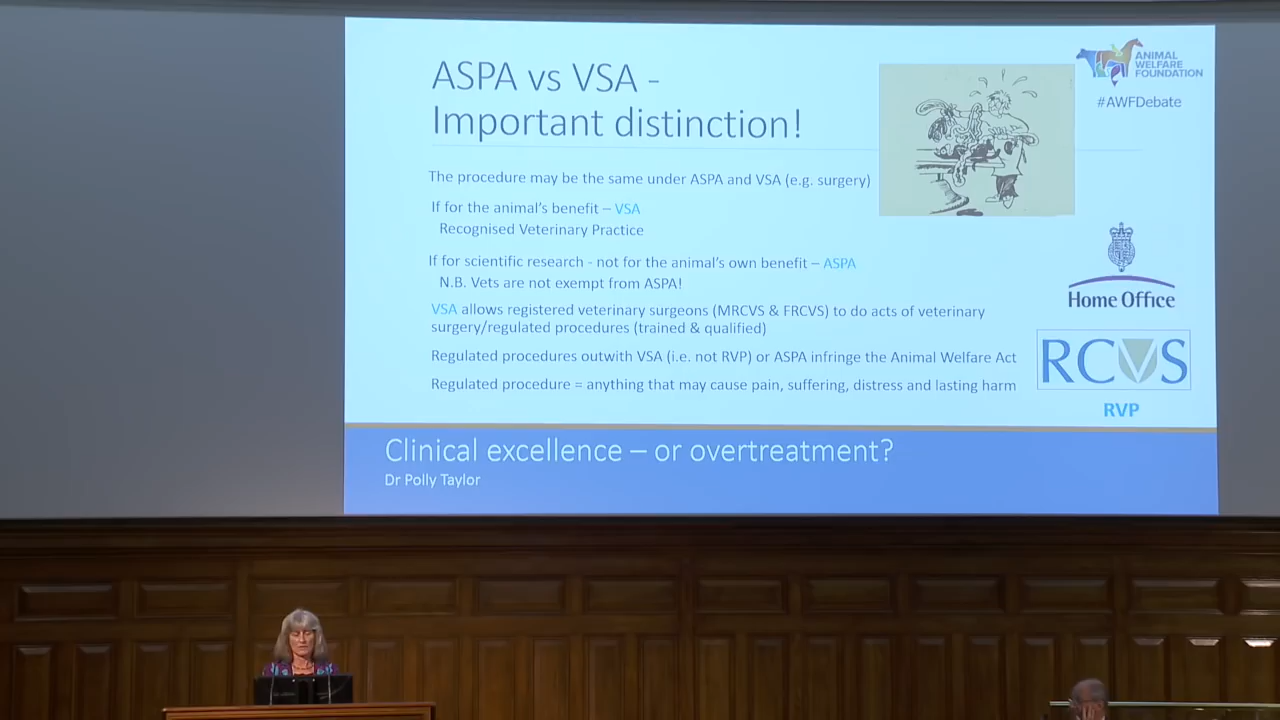 ASPA vs VSA -
Important distinction!
ANIMAL
WELFARE
FOUNDATION
#AWFDebate
The procedure may be the same under ASPA and VSA (e.g. surgery)
If for the animal's benefit – VSA
Recognised Veterinary Practice
If for scientific research - not for the animal's own benefit – ASPA
N.B. Vets are not exempt from ASPA!
VSA allows registered veterinary surgeons (MRCVS & FRCVS) to do acts of veterinary
surgery/regulated procedures (trained & qualified)
Regulated procedures outwith VSA (i.e. not RVP) or ASPA infringe the Animal Welfare Act
Regulated procedure = anything that may cause pain, suffering, distress and lasting harm
Home Office
RCVS
RVP
Clinical excellence – or overtreatment?
Dr Polly Taylor